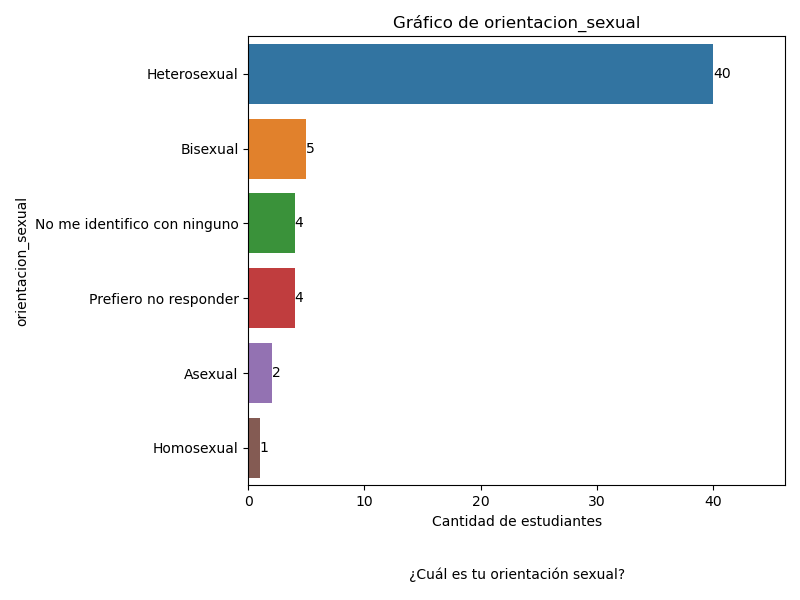 Gráfico de orientacion_sexual
orientacion_sexual
Heterosexual
40
Bisexual
5
No me identifico con ninguno
4
Prefiero no responder
4
Asexual
2
Homosexual
1
0 10 20 30 40
Cantidad de estudiantes
¿Cuál es tu orientación sexual?